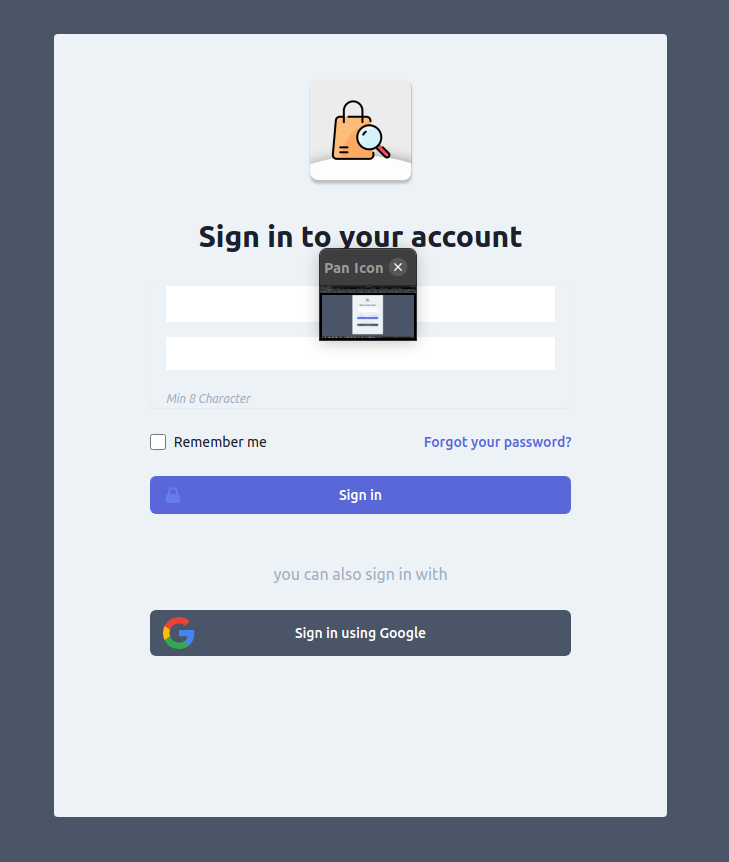 Sign in to your account
Pan Icon
Min 8 Character
Remember me
Forgot your password?
Sign in
you can also sign in with
Sign in using Google